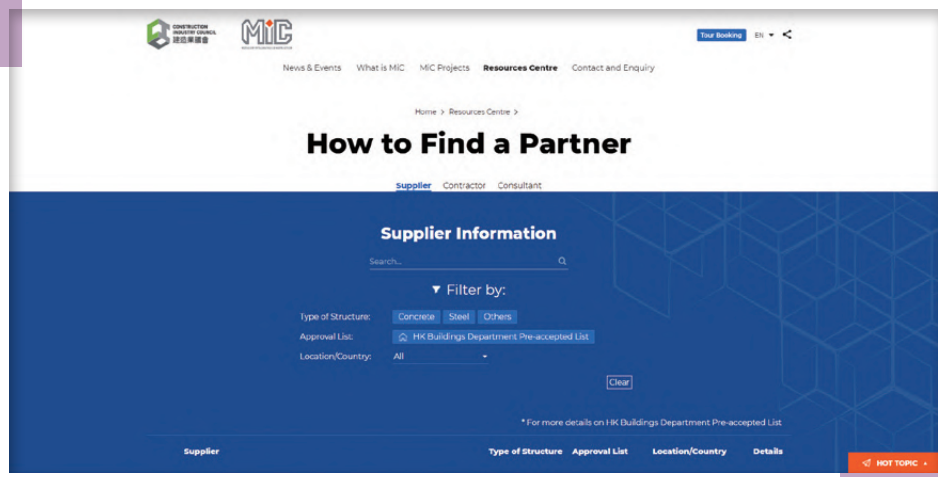 CONSTRUCTION
INDUSTRY COUNCIL
建造業議會
MiC
Tour Booking EN
News & Events What is MiC MiC Projects Resources Centre Contact and Enquiry
Home > Resources Centre >
How to Find a Partner
Supplier Contractor Consultant
Supplier Information
Search...
Filter by:
Type of Structure: Concrete Steel Others
Approval List: HK Buildings Department Pre-accepted List
Location/Country: All
Clear
* For more details on HK Buildings Department Pre-accepted List
Supplier Type of Structure Approval List Location/Country Details
HOT TOPIC